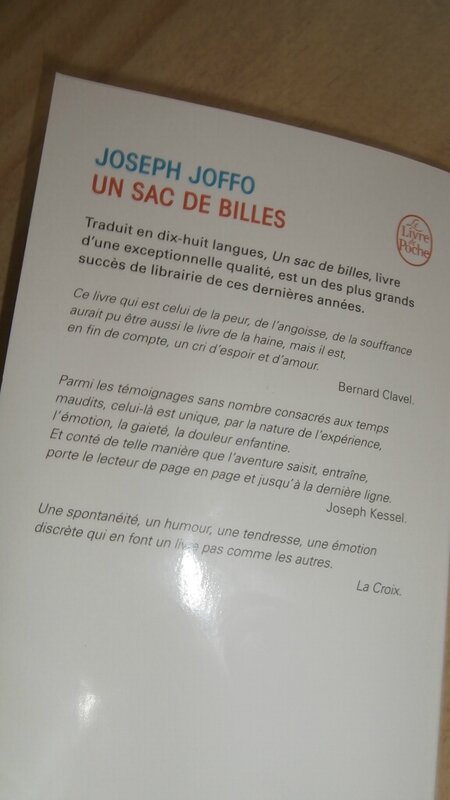 JOSEPH JOFFO
UN SAC DE BILLES
Le
Livre
de
Poche
Traduit en dix-huit langues, Un sac de billes, livre
d'une exceptionnelle qualité, est un des plus grands
succès de librairie de ces dernières années.
Ce livre qui est celui de la peur, de l'angoisse, de la souffrance
aurait pu être aussi le livre de la haine, mais il est,
en fin de compte, un cri d'espoir et d'amour.
Bernard Clavel.
Parmi les témoignages sans nombre consacrés aux temps
maudits, celui-là est unique, par la nature de l'expérience,
l'émotion, la gaieté, la douleur enfantine.
Et conté de telle manière que l'aventure saisit, entraîne,
porte le lecteur de page en page et jusqu'à la dernière ligne.
Joseph Kessel.
Une spontanéité, un humour, une tendresse, une émotion
discrète qui en font un livre pas comme les autres.
La Croix.